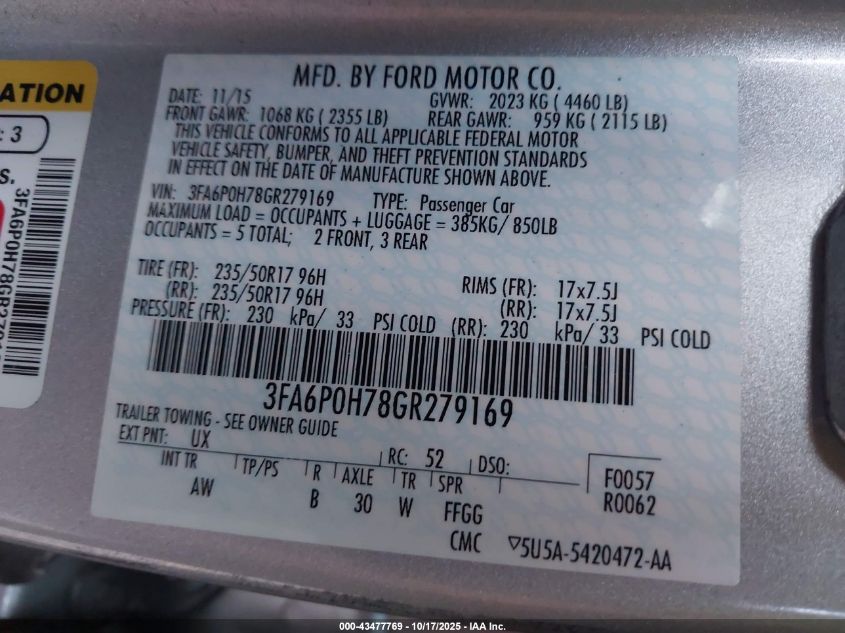 ATION
: 3
S.
3FA6P0H78GR
MFD. BY FORD MOTOR CO.
DATE: 11/15 GVWR: 2023 KG ( 4460 LB)
FRONT GAWR: 1068 KG ( 2355 LB) REAR GAWR: 959 KG ( 2115 LB)
THIS VEHICLE CONFORMS TO ALL APPLICABLE FEDERAL MOTOR
VEHICLE SAFETY, BUMPER, AND THEFT PREVENTION STANDARDS
IN EFFECT ON THE DATE OF MANUFACTURE SHOWN ABOVE.
VIN: 3FA6P0H78GR279169 TYPE: Passenger Car
MAXIMUM LOAD = OCCUPANTS + LUGGAGE = 385KG/ 850LB
OCCUPANTS = 5 TOTAL; 2 FRONT, 3 REAR
TIRE (FR): 235/50R17 96H RIMS (FR): 17x7.5J
(RR): 235/50R17 96H (RR): 17x7.5J
PRESSURE (FR): 230 kPa/ 33 PSI COLD (RR): 230 kPa/ 33 PSI COLD
3FA6P0H78GR279169
TRAILER TOWING - SEE OWNER GUIDE
EXT PNT: UX RC: 52 DSO:
INT TR TP/PS R AXLE TR SPR F0057
AW B 30 W FFGG R0062
CMC ▽5U5A-5420472-AA
000-43477769 | 10/17/2025 - IAA Inc.